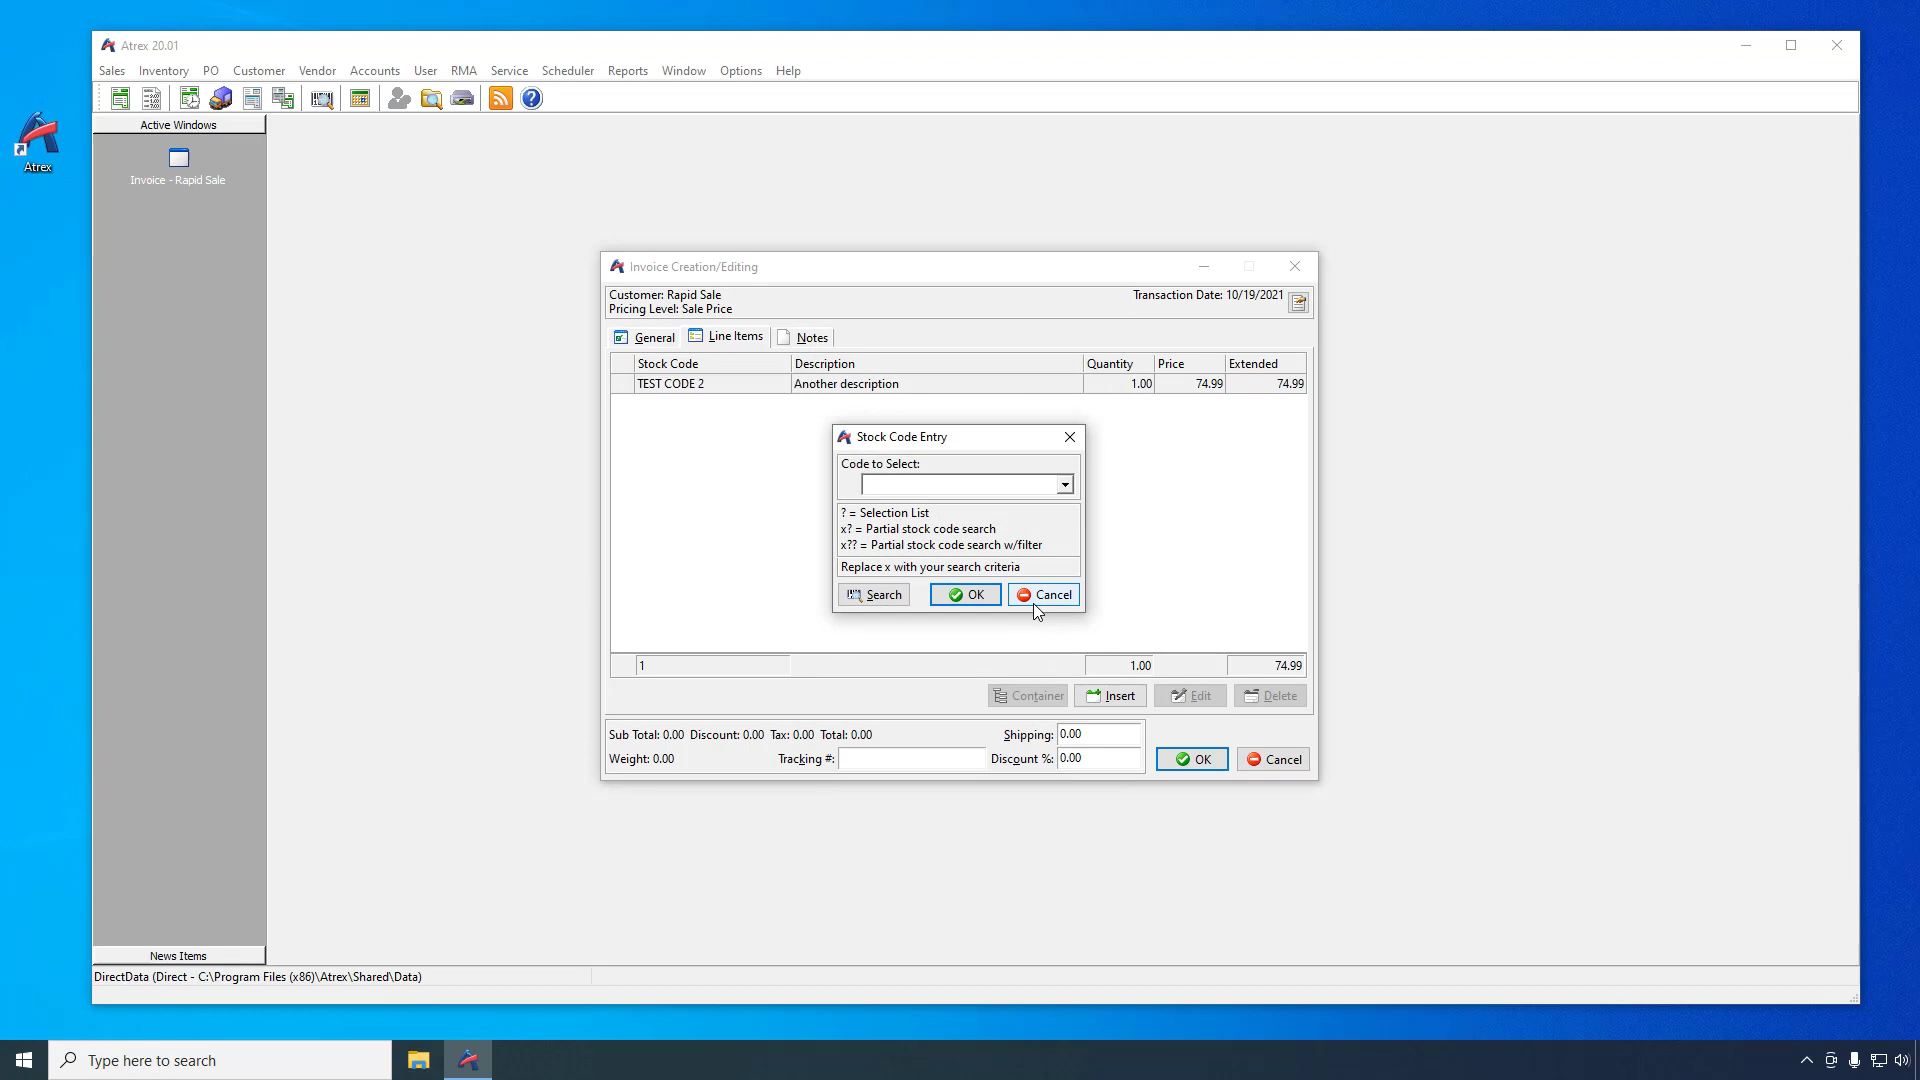 Atrex 20.01
Sales Inventory PO Customer Vendor Accounts User RMA Service Scheduler Reports Window Options Help
Atrex
Active Windows
Invoice - Rapid Sale
Invoice Creation/Editing
Customer: Rapid Sale
Transaction Date: 10/19/2021
Pricing Level: Sale Price
General Line Items Notes
Stock Code Description Quantity Price Extended
TEST CODE 2 Another description 1.00 74.99 74.99
Stock Code Entry
Code to Select:
? = Selection List
x? = Partial stock code search
x?? = Partial stock code search w/filter
Replace x with your search criteria
Search OK Cancel
1 1.00 74.99
Container Insert Edit Delete
Sub Total: 0.00 Discount: 0.00 Tax: 0.00 Total: 0.00 Shipping: 0.00
Weight: 0.00 Tracking #: Discount %: 0.00 OK Cancel
News Items
DirectData (Direct - C:\Program Files (x86)\Atrex\Shared\Data)
Type here to search